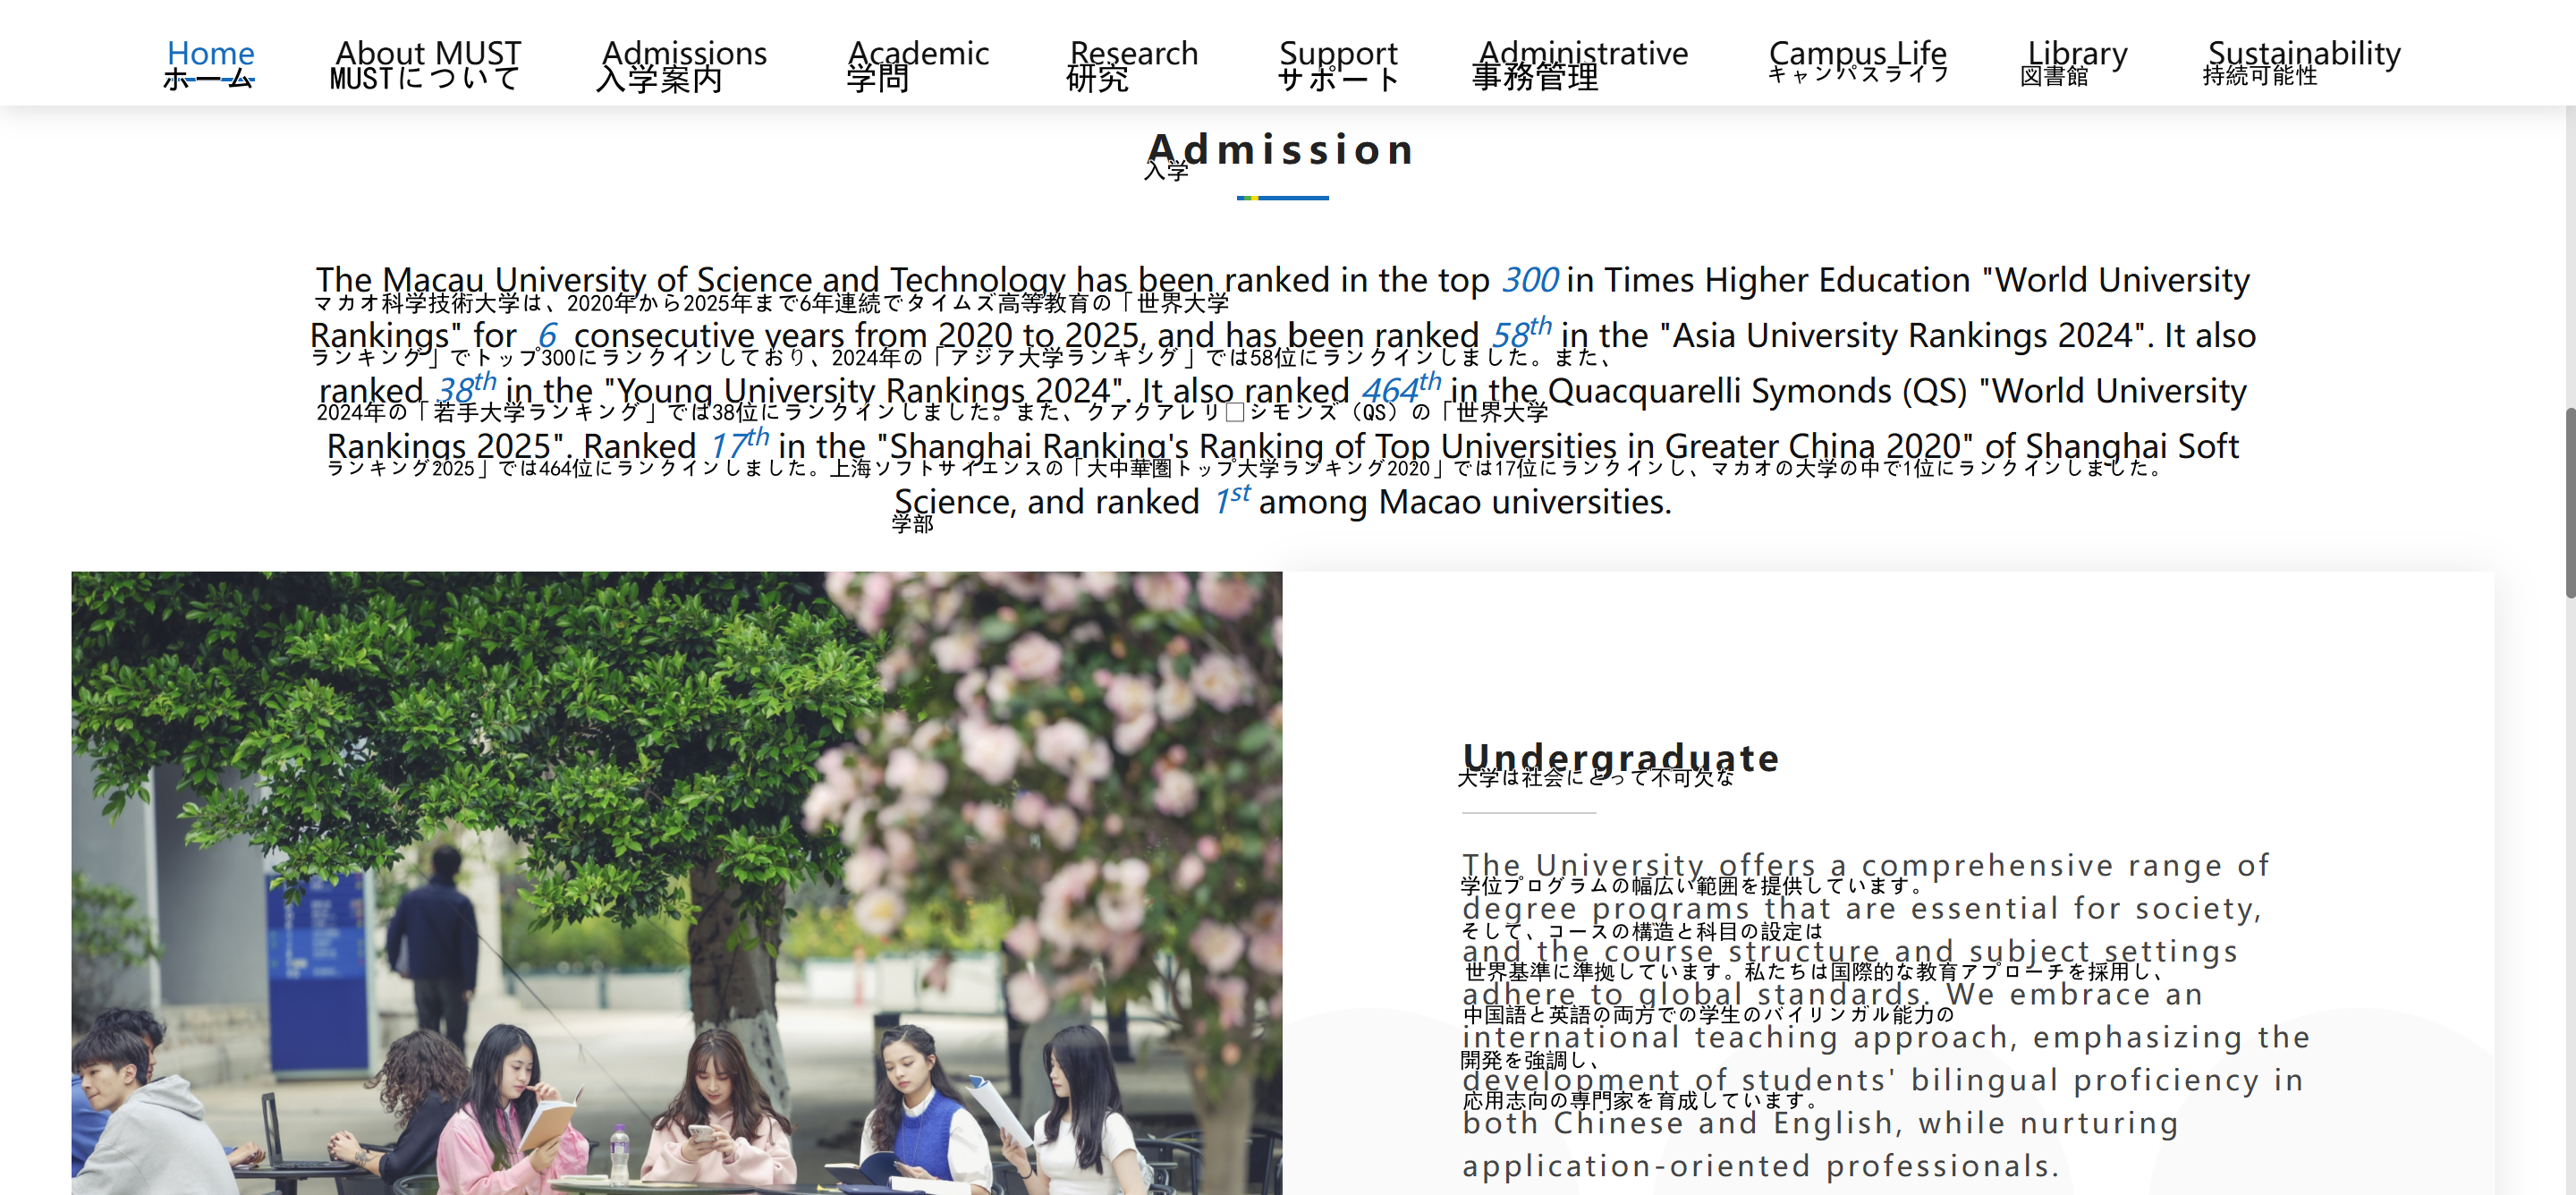 Home About MUST Admissions Academic Research Support Administrative Campus Life Library Sustainability
ホーム MUSTについて 入学案内 学問 研究 サポート 事務管理 キャンパスライフ 図書館 持続可能性
Admission
入学
The Macau University of Science and Technology has been ranked in the top 300 in Times Higher Education "World University
マカオ科学技術大学は、2020年から2025年まで6年連続でタイムズ高等教育の「世界大学
Rankings" for 6 consecutive years from 2020 to 2025, and has been ranked 58th in the "Asia University Rankings 2024". It also
ランキング」でトップ300にランクインしており、2024年の「アジア大学ランキング」では58位にランクインしました。また、
ranked 38th in the "Young University Rankings 2024". It also ranked 464th in the Quacquarelli Symonds (QS) "World University
2024年の「若手大学ランキング」では38位にランクインしました。また、クアクアレリ□シモンズ（QS）の「世界大学
Rankings 2025". Ranked 17th in the "Shanghai Ranking's Ranking of Top Universities in Greater China 2020" of Shanghai Soft
ランキング2025」では464位にランクインしました。上海ソフトサイエンスの「大中華圏トップ大学ランキング2020」では17位にランクインし、マカオの大学の中で1位にランクインしました。
Science, and ranked 1st among Macao universities.
学部
Undergraduate
大学は社会にとって不可欠な
The University offers a comprehensive range of
学位プログラムの幅広い範囲を提供しています。
degree programs that are essential for society,
そして、コースの構造と科目の設定は
and the course structure and subject settings
世界基準に準拠しています。私たちは国際的な教育アプローチを採用し、
adhere to global standards. We embrace an
中国語と英語の両方での学生のバイリンガル能力の
international teaching approach, emphasizing the
開発を強調し、
development of students' bilingual proficiency in
応用志向の専門家を育成しています。
both Chinese and English, while nurturing
application-oriented professionals.